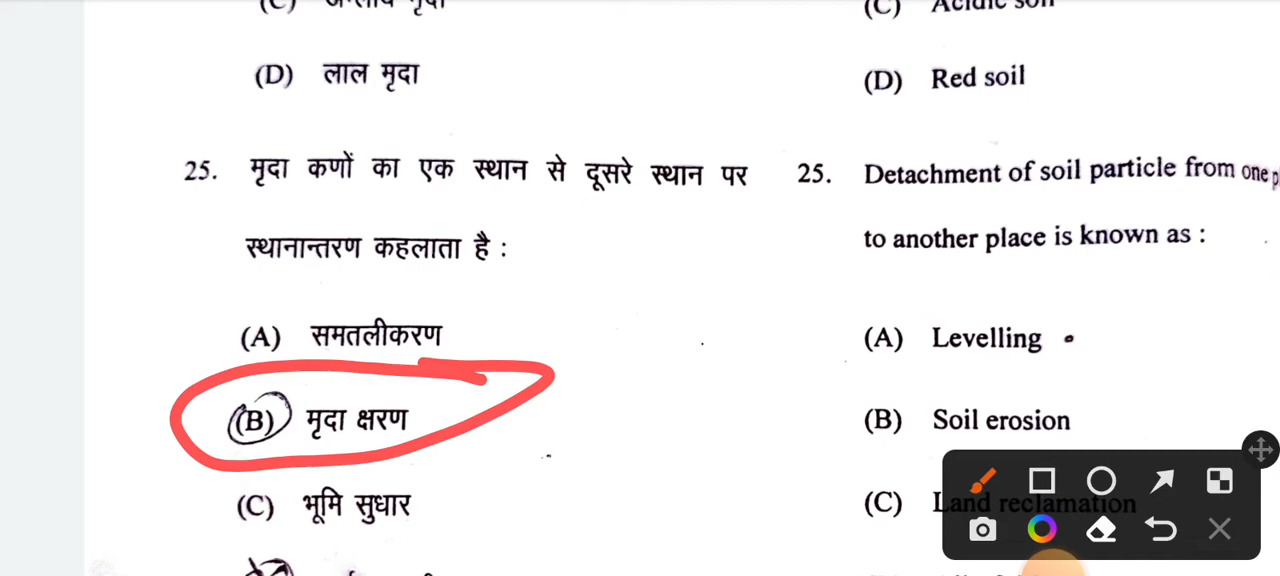 (D) लाल मृदा
(D) Red soil
25. मृदा कणों का एक स्थान से दूसरे स्थान पर
स्थानान्तरण कहलाता है :
(A) समतलीकरण
(B) मृदा क्षरण
(C) भूमि सुधार
25. Detachment of soil particle from one
to another place is known as :
(A) Levelling
(B) Soil erosion
(C) Land reclamation